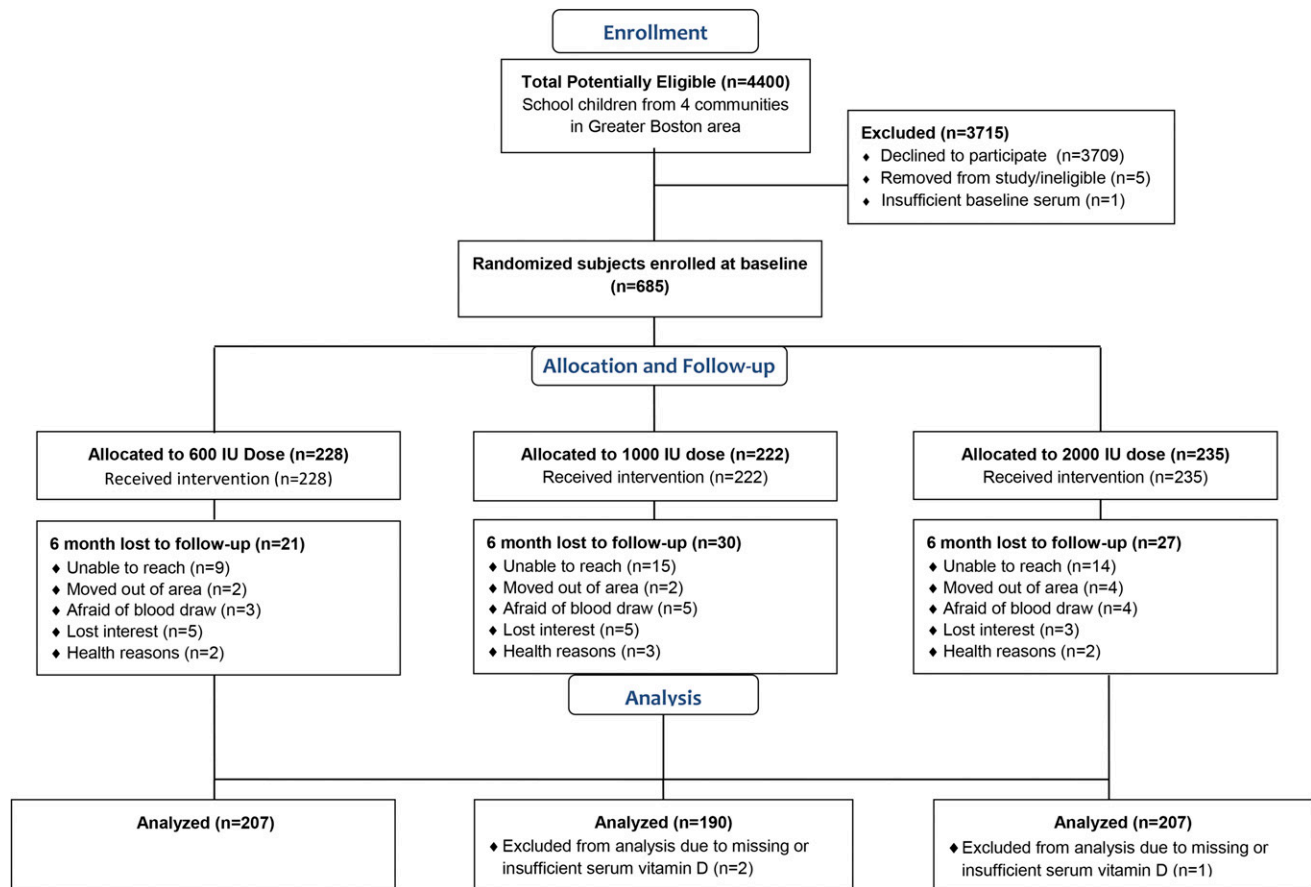 Enrollment
Total Potentially Eligible (n=4400)
School children from 4 communities
in Greater Boston area
Excluded (n=3715)
♦ Declined to participate (n=3709)
♦ Removed from study/ineligible (n=5)
♦ Insufficient baseline serum (n=1)
Randomized subjects enrolled at baseline
(n=685)
Allocation and Follow-up
Allocated to 600 IU Dose (n=228)
Received intervention (n=228)
Allocated to 1000 IU dose (n=222)
Received intervention (n=222)
Allocated to 2000 IU dose (n=235)
Received intervention (n=235)
6 month lost to follow-up (n=21)
♦ Unable to reach (n=9)
♦ Moved out of area (n=2)
♦ Afraid of blood draw (n=3)
♦ Lost interest (n=5)
♦ Health reasons (n=2)
6 month lost to follow-up (n=30)
♦ Unable to reach (n=15)
♦ Moved out of area (n=2)
♦ Afraid of blood draw (n=5)
♦ Lost interest (n=5)
♦ Health reasons (n=3)
6 month lost to follow-up (n=27)
♦ Unable to reach (n=14)
♦ Moved out of area (n=4)
♦ Afraid of blood draw (n=4)
♦ Lost interest (n=3)
♦ Health reasons (n=2)
Analysis
Analyzed (n=207)
Analyzed (n=190)
♦ Excluded from analysis due to missing or
insufficient serum vitamin D (n=2)
Analyzed (n=207)
♦ Excluded from analysis due to missing or
insufficient serum vitamin D (n=1)